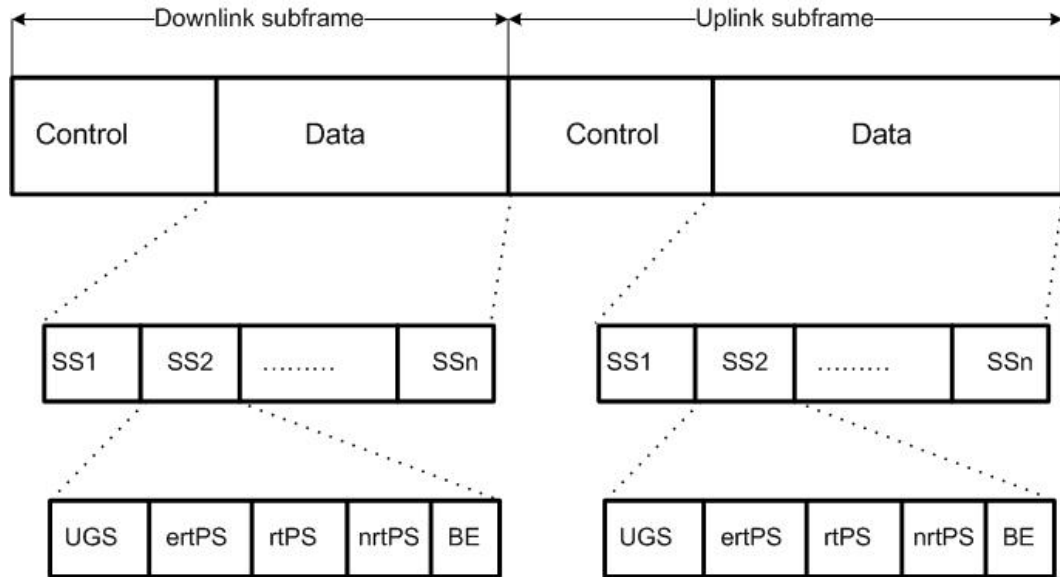 Downlink subframe Uplink subframe
Control Data Control Data
SS1 SS2 ......... SSn SS1 SS2 ......... SSn
UGS ertPS rtPS nrtPS BE UGS ertPS rtPS nrtPS BE